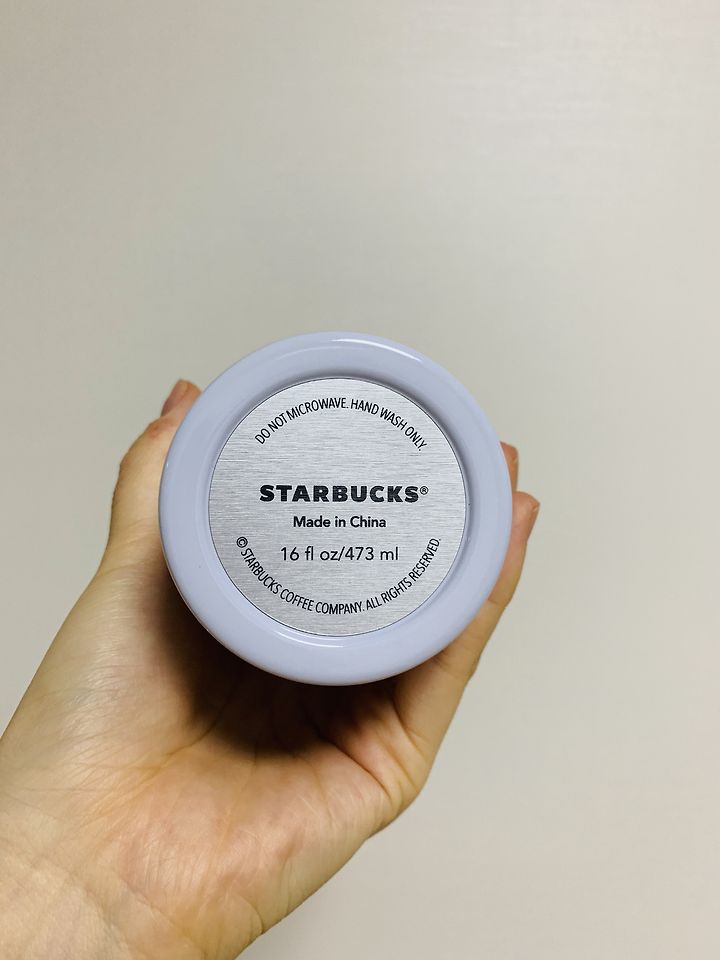 DO NOT MICROWAVE. HAND WASH ONLY.
STARBUCKS®
Made in China
16 fl oz/473 ml
© STARBUCKS COFFEE COMPANY. ALL RIGHTS RESERVED.